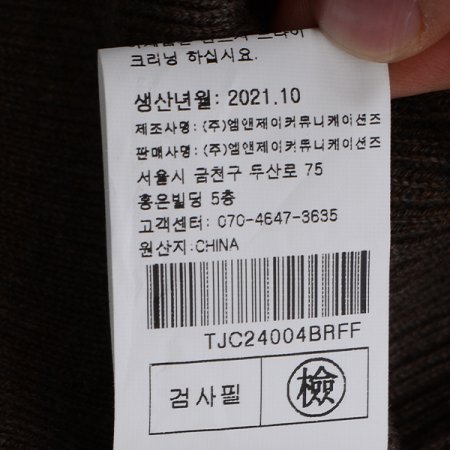 크리닝 하십시요.
생산년월: 2021.10
제조사명: (주)엠앤제이커뮤니케이션즈
판매사명: (주)엠앤제이커뮤니케이션즈
서울시 금천구 두산로 75
홍은빌딩 5층
고객센터: 070-4647-3635
원산지:CHINA
TJC24004BRFF
검사필 檢